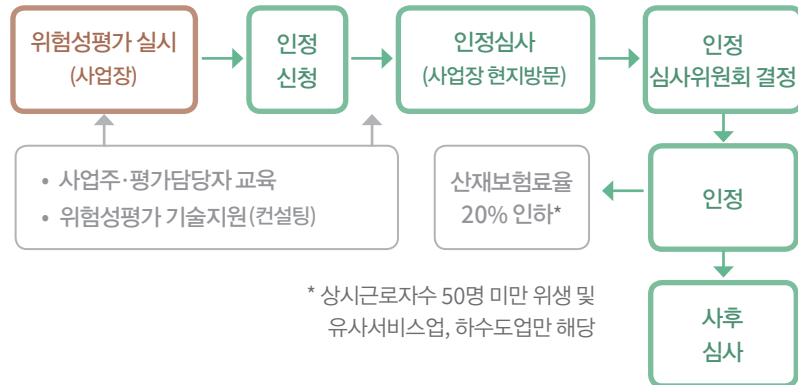 위험성평가 실시
(사업장)
인정
신청
인정심사
(사업장 현지방문)
인정
심사위원회 결정
• 사업주·평가담당자 교육
• 위험성평가 기술지원(컨설팅)
산재보험료율
20% 인하*
인정
* 상시근로자수 50명 미만 위생 및
유사서비스업, 하수도업만 해당
사후
심사